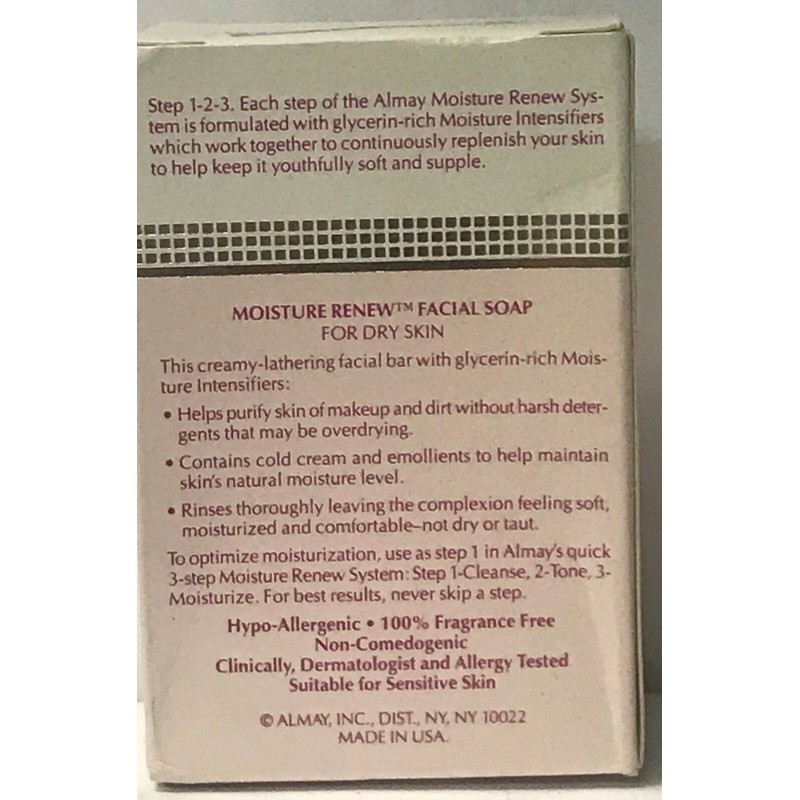 Step 1-2-3. Each step of the Almay Moisture Renew Sys-
tem is formulated with glycerin-rich Moisture Intensifiers
which work together to continuously replenish your skin
to help keep it youthfully soft and supple.
MOISTURE RENEW™ FACIAL SOAP
FOR DRY SKIN
This creamy-lathering facial bar with glycerin-rich Mois-
ture Intensifiers:
• Helps purify skin of makeup and dirt without harsh deter-
gents that may be overdrying.
• Contains cold cream and emollients to help maintain
skin's natural moisture level.
• Rinses thoroughly leaving the complexion feeling soft,
moisturized and comfortable–not dry or taut.
To optimize moisturization, use as step 1 in Almay's quick
3-step Moisture Renew System: Step 1-Cleanse, 2-Tone, 3-
Moisturize. For best results, never skip a step.
Hypo-Allergenic • 100% Fragrance Free
Non-Comedogenic
Clinically, Dermatologist and Allergy Tested
Suitable for Sensitive Skin
© ALMAY, INC., DIST., NY, NY 10022
MADE IN USA.